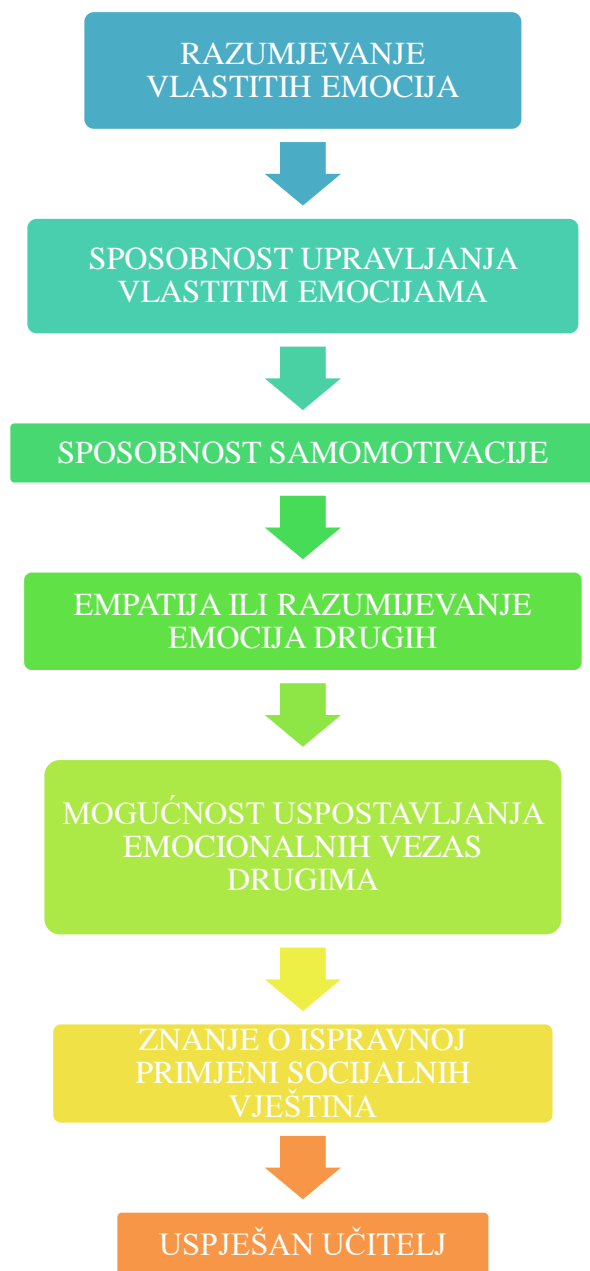 RAZUMJEVANJE
VLASTITIH EMOCIJA
SPOSOBNOST UPRAVLJANJA
VLASTITIM EMOCIJAMA
SPOSOBNOST SAMOMOTIVACIJE
EMPATIJA ILI RAZUMIJEVANJE
EMOCIJA DRUGIH
MOGUĆNOST USPOSTAVLJANJA
EMOCIONALNIH VEZAS
DRUGIMA
ZNANJE O ISPRAVNOJ
PRIMJENI SOCIJALNIH
VJEŠTINA
USPJEŠAN UČITELJ